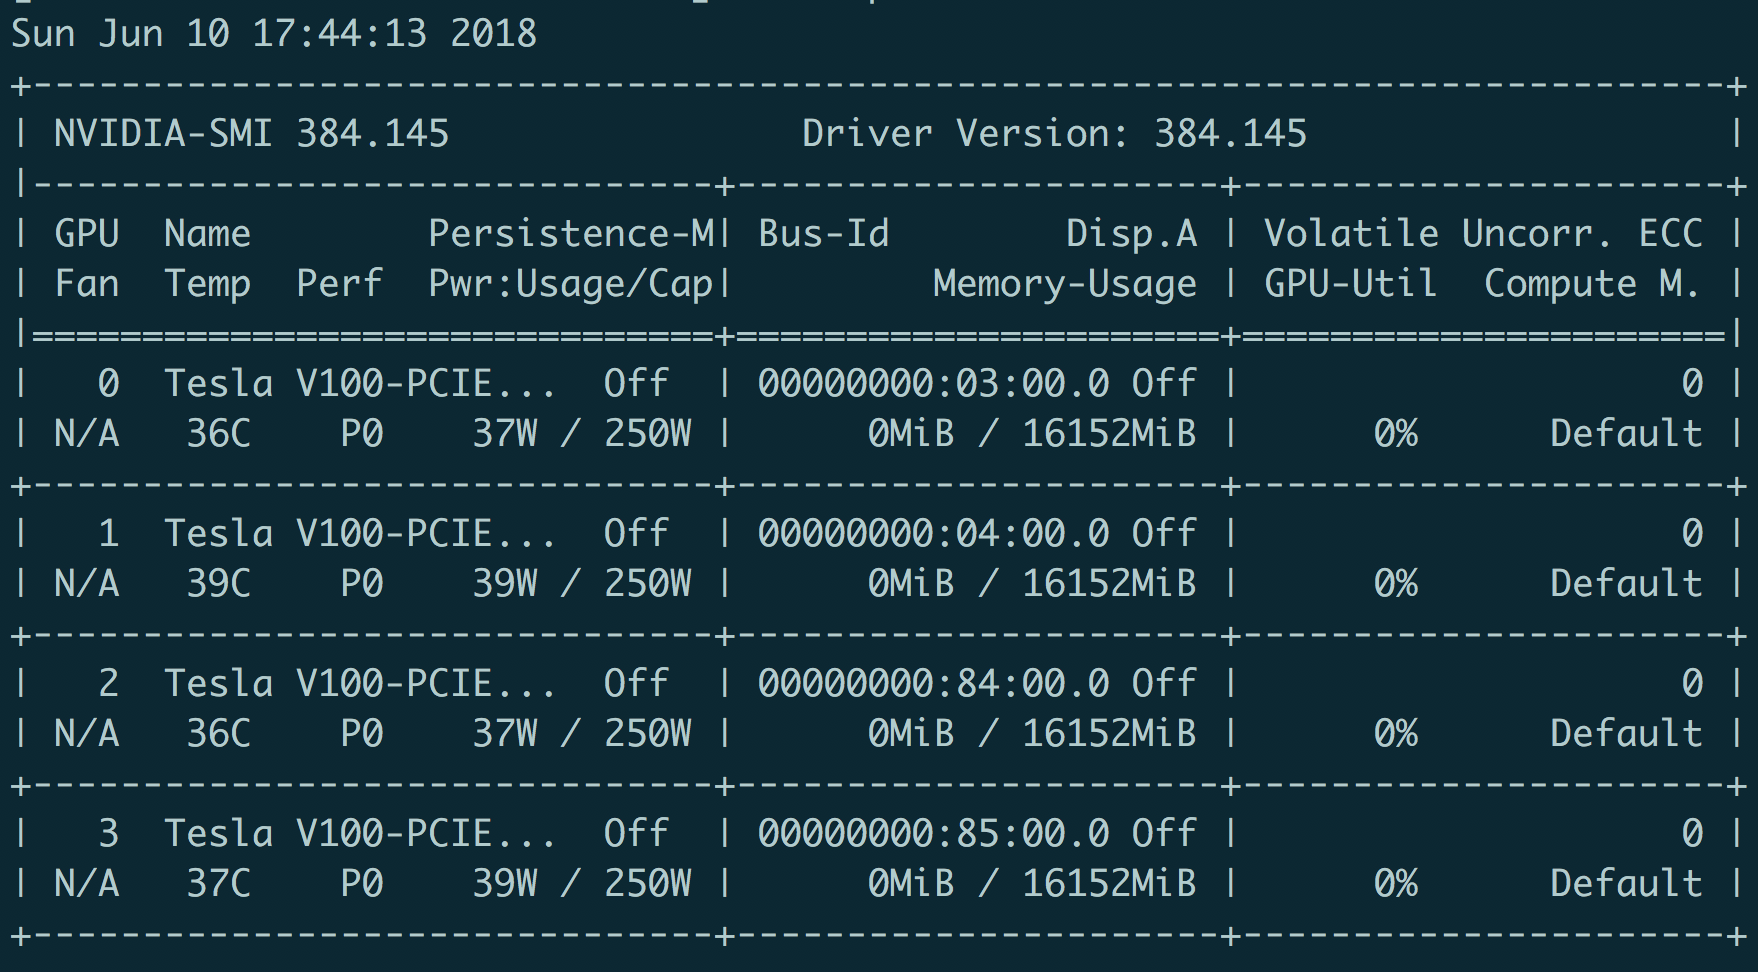 Sun Jun 10 17:44:13 2018
+-----------------------------------------------------------------------------+
| NVIDIA-SMI 384.145                Driver Version: 384.145                   |
|-------------------------------+----------------------+----------------------+
| GPU  Name        Persistence-M| Bus-Id        Disp.A | Volatile Uncorr. ECC |
| Fan  Temp  Perf  Pwr:Usage/Cap|         Memory-Usage | GPU-Util  Compute M. |
|===============================+======================+======================|
|   0  Tesla V100-PCIE...  Off  | 00000000:03:00.0 Off |                    0 |
| N/A   36C    P0    37W / 250W |      0MiB / 16152MiB |      0%      Default |
+-------------------------------+----------------------+----------------------+
|   1  Tesla V100-PCIE...  Off  | 00000000:04:00.0 Off |                    0 |
| N/A   39C    P0    39W / 250W |      0MiB / 16152MiB |      0%      Default |
+-------------------------------+----------------------+----------------------+
|   2  Tesla V100-PCIE...  Off  | 00000000:84:00.0 Off |                    0 |
| N/A   36C    P0    37W / 250W |      0MiB / 16152MiB |      0%      Default |
+-------------------------------+----------------------+----------------------+
|   3  Tesla V100-PCIE...  Off  | 00000000:85:00.0 Off |                    0 |
| N/A   37C    P0    39W / 250W |      0MiB / 16152MiB |      0%      Default |
+-------------------------------+----------------------+----------------------+